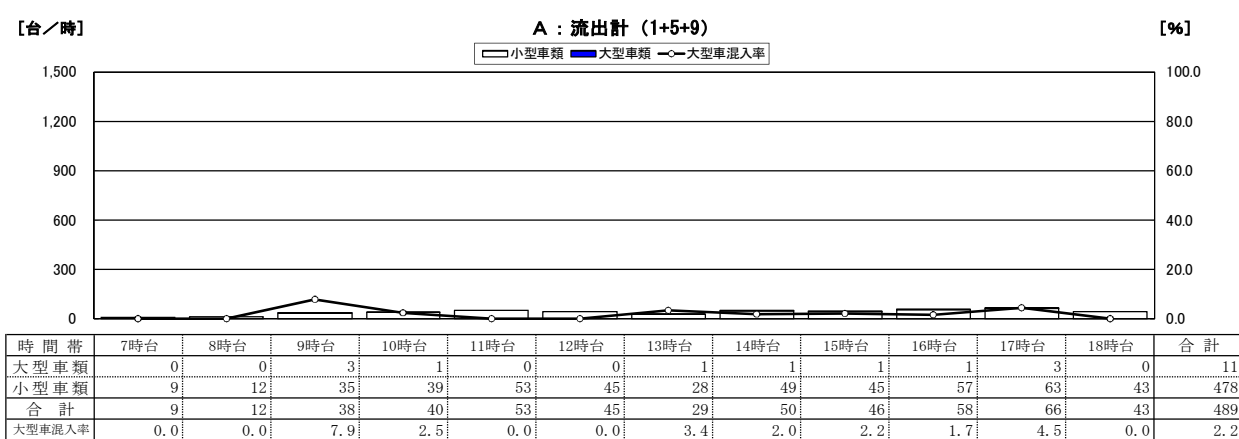 [台／時] A：流出計（1+5+9） [%]
小型車類 大型車類 大型車混入率
1,500 100.0
1,200 80.0
900 60.0
600 40.0
300 20.0
0 0.0
時間帯 7時台 8時台 9時台 10時台 11時台 12時台 13時台 14時台 15時台 16時台 17時台 18時台 合計
大型車類 0 0 3 1 0 0 1 1 1 1 3 0 11
小型車類 9 12 35 39 53 45 28 49 45 57 63 43 478
合計 9 12 38 40 53 45 29 50 46 58 66 43 489
大型車混入率 0.0 0.0 7.9 2.5 0.0 0.0 3.4 2.0 2.2 1.7 4.5 0.0 2.2